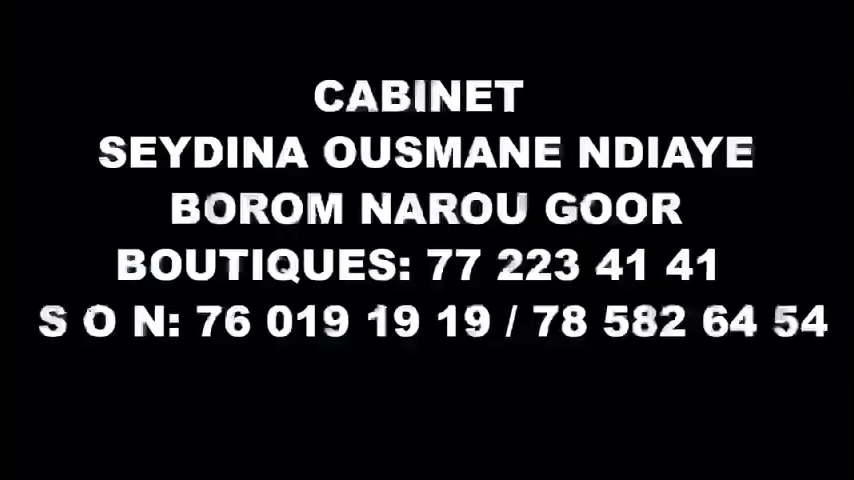 CABINET
SEYDINA OUSMANE NDIAYE
BOROM NAROU GOOR
BOUTIQUES: 77 223 41 41
S O N: 76 019 19 19 / 78 582 64 54